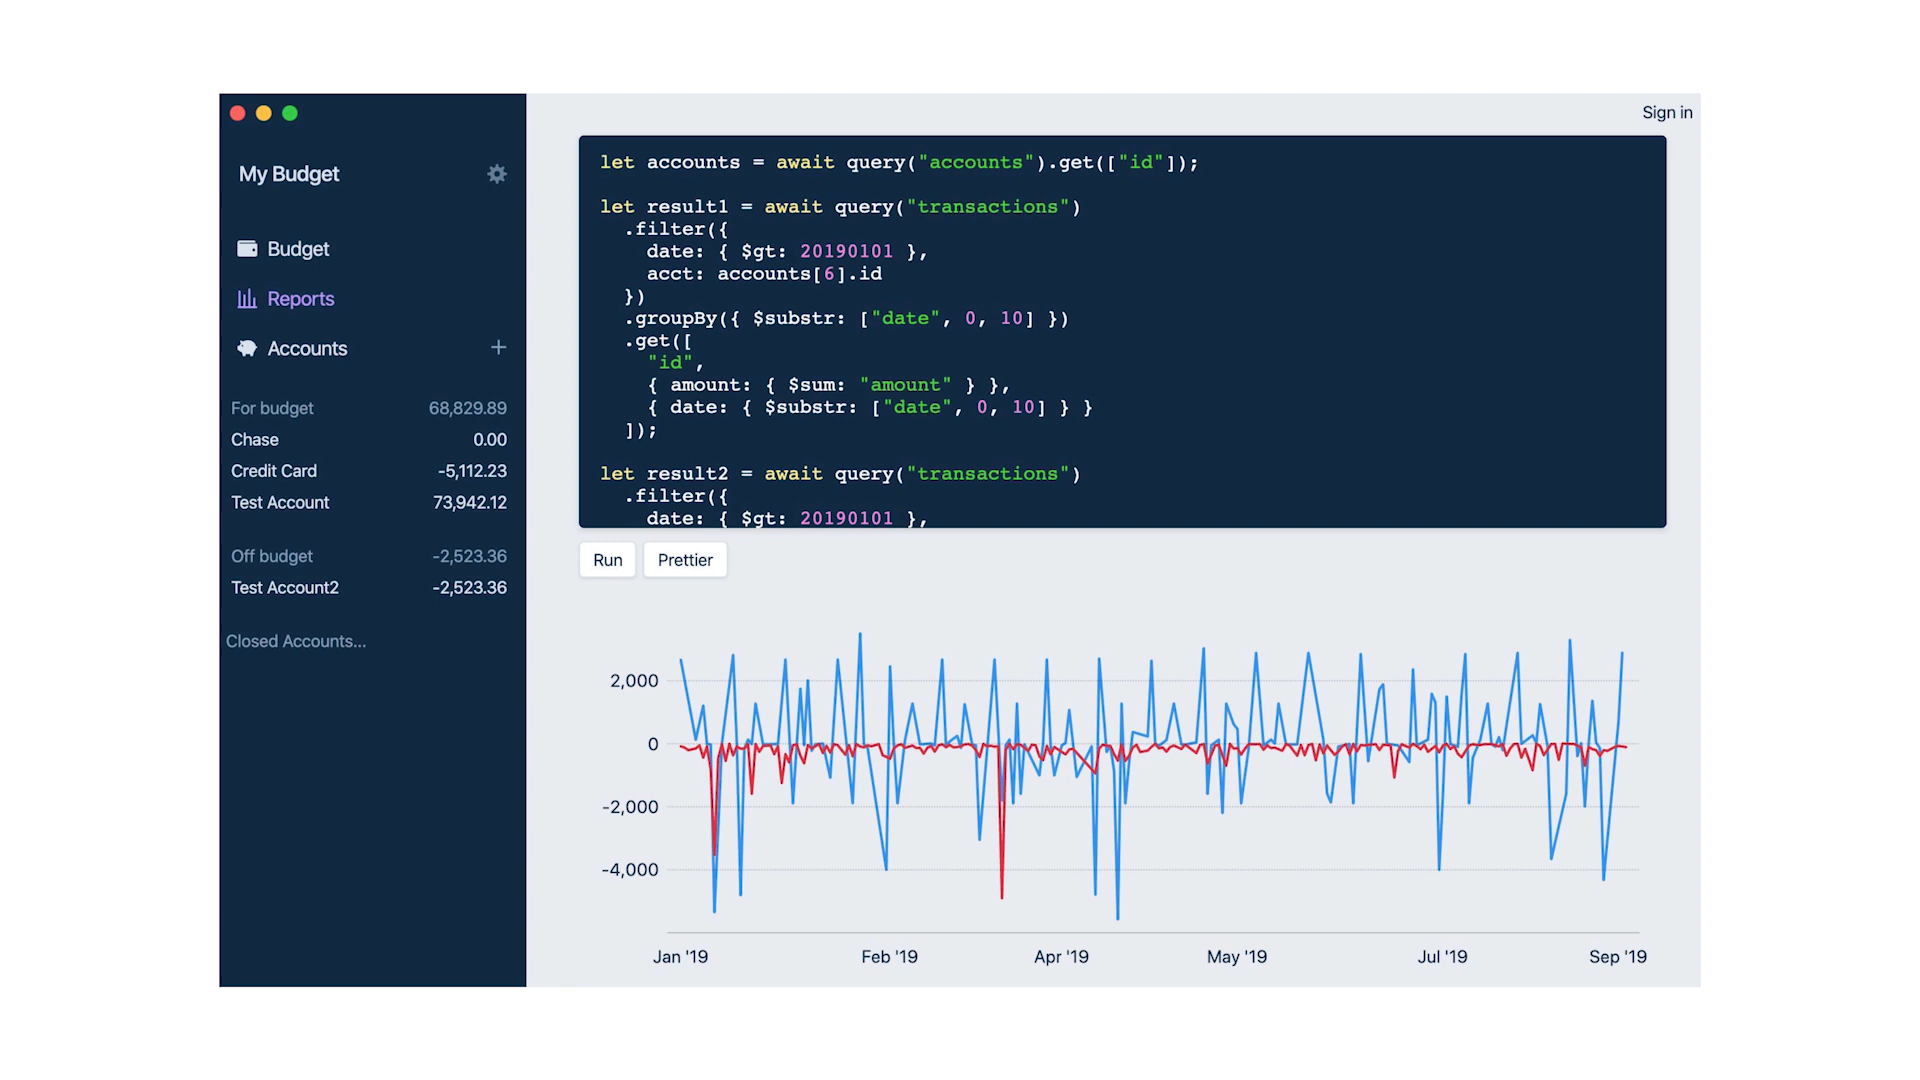 Sign in
My Budget
Budget
Reports
Accounts +
For budget 68,829.89
Chase 0.00
Credit Card -5,112.23
Test Account 73,942.12
Off budget -2,523.36
Test Account2 -2,523.36
Closed Accounts...
let accounts = await query("accounts").get(["id"]);
let result1 = await query("transactions")
.filter({
date: { $gt: 20190101 },
acct: accounts[6].id
})
.groupBy({ $substr: ["date", 0, 10] })
.get([
"id",
{ amount: { $sum: "amount" } },
{ date: { $substr: ["date", 0, 10] } }
]);
let result2 = await query("transactions")
.filter({
date: { $gt: 20190101 },
Run Prettier
2,000
0
-2,000
-4,000
Jan '19 Feb '19 Apr '19 May '19 Jul '19 Sep '19